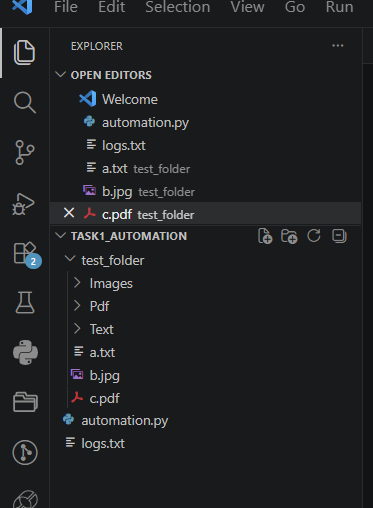 File Edit Selection View Go Run
EXPLORER
OPEN EDITORS
Welcome
automation.py
logs.txt
a.txt test_folder
b.jpg test_folder
c.pdf test_folder
TASK1_AUTOMATION
test_folder
Images
Pdf
Text
a.txt
b.jpg
c.pdf
automation.py
logs.txt
2